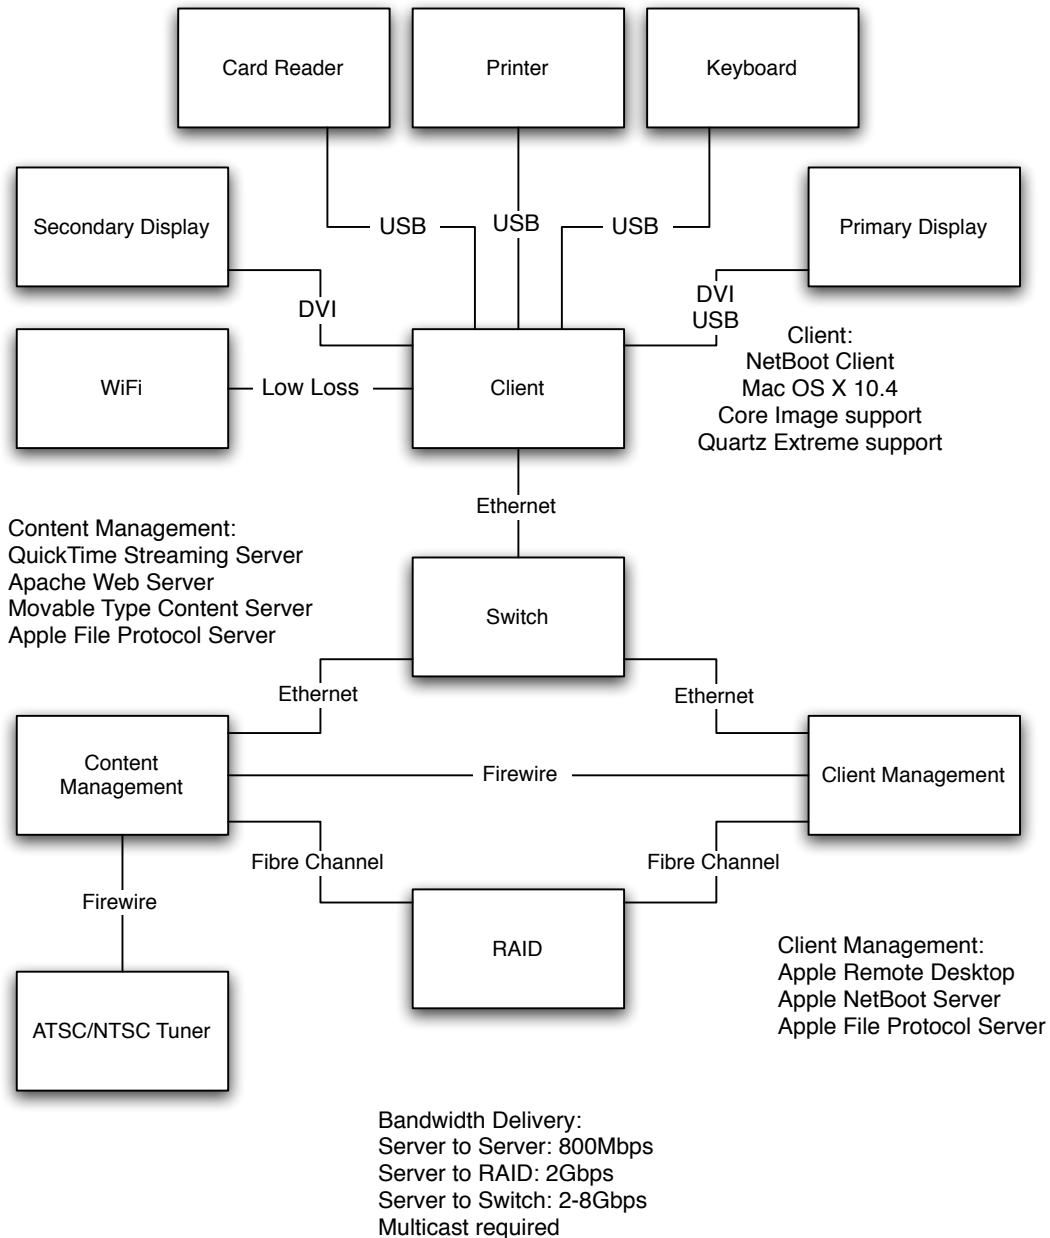 Card Reader
Printer
Keyboard
Secondary Display
USB
USB
USB
Primary Display
DVI
DVI
USB
WiFi
Low Loss
Client
Client:
NetBoot Client
Mac OS X 10.4
Core Image support
Quartz Extreme support
Ethernet
Content Management:
QuickTime Streaming Server
Apache Web Server
Movable Type Content Server
Apple File Protocol Server
Switch
Ethernet
Ethernet
Content
Management
Firewire
Client Management
Fibre Channel
Fibre Channel
Firewire
RAID
Client Management:
Apple Remote Desktop
Apple NetBoot Server
Apple File Protocol Server
ATSC/NTSC Tuner
Bandwidth Delivery:
Server to Server: 800Mbps
Server to RAID: 2Gbps
Server to Switch: 2-8Gbps
Multicast required